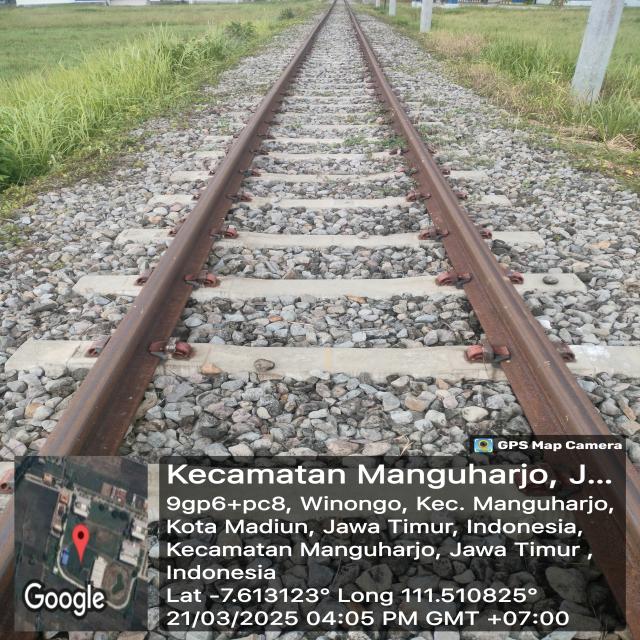 GPS Map Camera
Kecamatan Manguharjo, J...
9gp6+pc8, Winongo, Kec. Manguharjo,
Kota Madiun, Jawa Timur, Indonesia,
Kecamatan Manguharjo, Jawa Timur ,
Indonesia
Lat -7.613123° Long 111.510825°
21/03/2025 04:05 PM GMT +07:00
Google